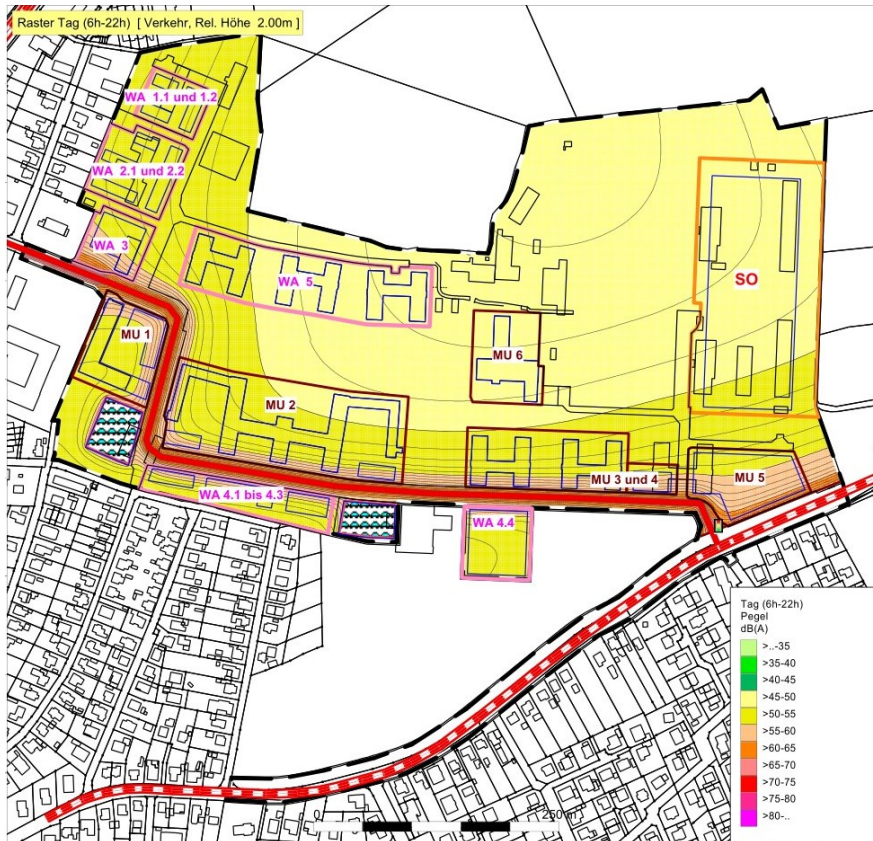 Raster Tag (6h-22h) [ Verkehr, Rel. Höhe 2.00m ]
WA 1.1 und 1.2
WA 2.1 und 2.2
WA 3
WA 5
SO
MU 1
MU 6
MU 2
MU 3 und 4
MU 5
WA 4.1 bis 4.3
WA 4.4
Tag (6h-22h)
Pegel
dB(A)
>..-35
>35-40
>40-45
>45-50
>50-55
>55-60
>60-65
>65-70
>70-75
>75-80
>80-..
0
250 m